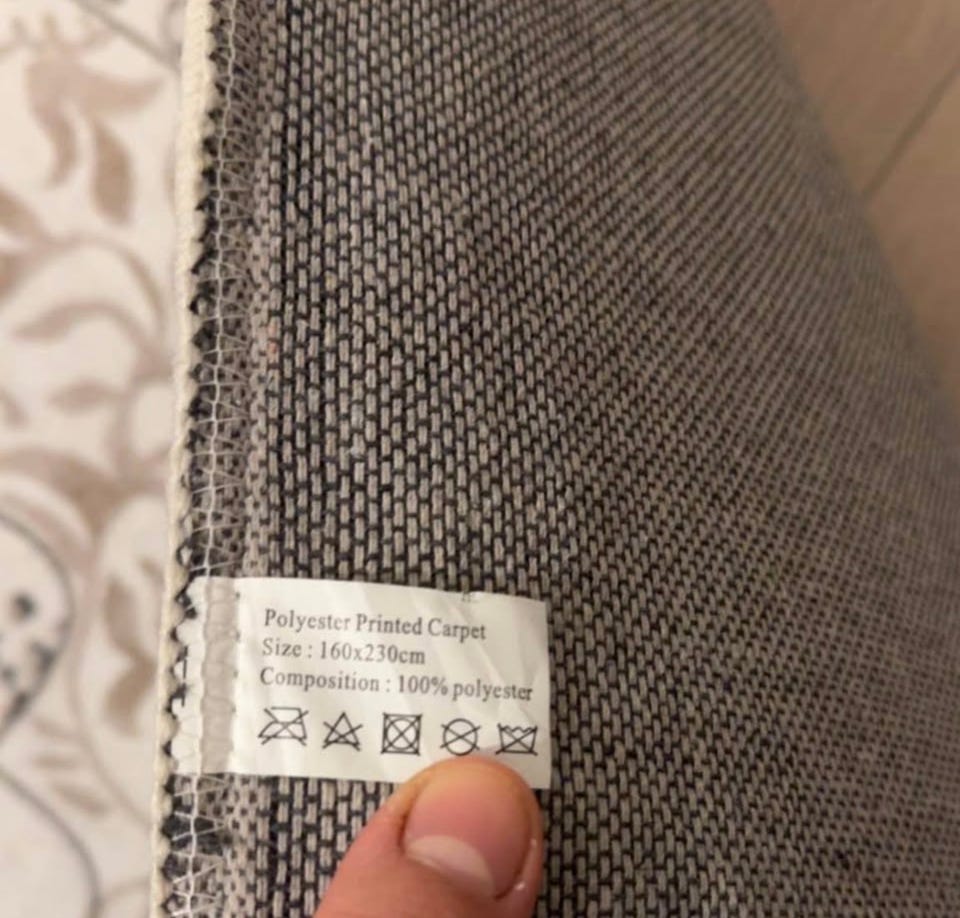 Polyester Printed Carpet
Size : 160x230cm
Composition : 100% polyester